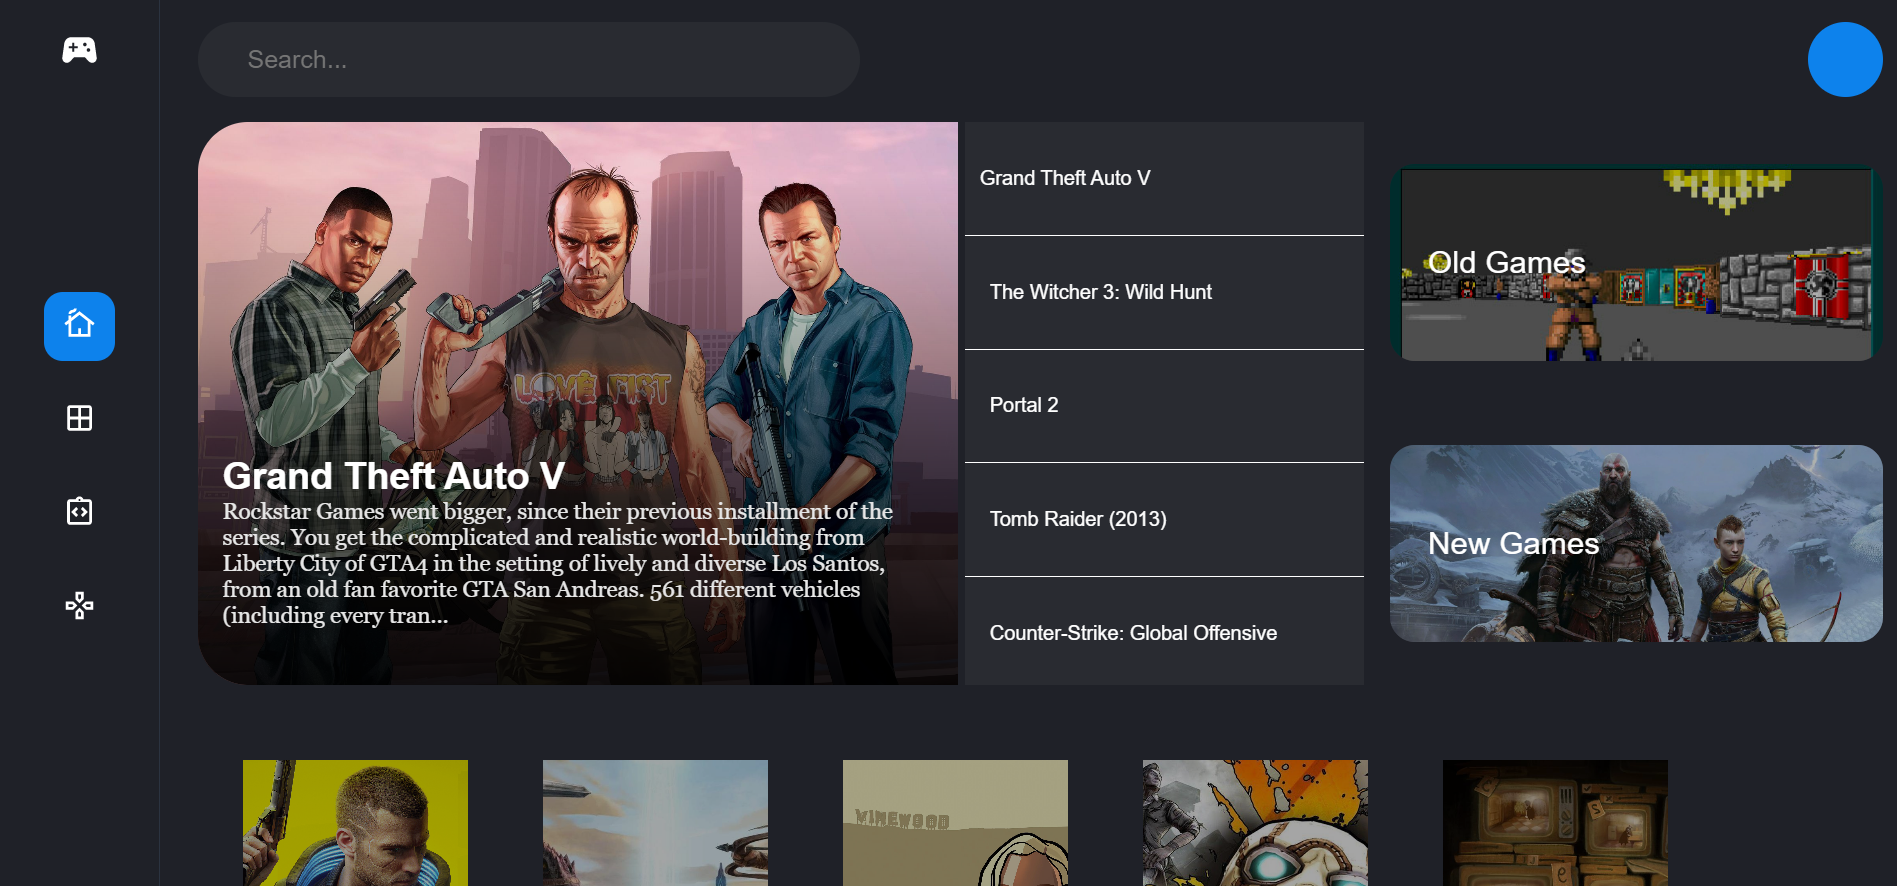 Search...
Grand Theft Auto V
The Witcher 3: Wild Hunt
Portal 2
Tomb Raider (2013)
Counter-Strike: Global Offensive
Old Games
New Games
LOVE FIST
Grand Theft Auto V
Rockstar Games went bigger, since their previous installment of the
series. You get the complicated and realistic world-building from
Liberty City of GTA4 in the setting of lively and diverse Los Santos,
from an old fan favorite GTA San Andreas. 561 different vehicles
(including every tran...
VINEWOOD